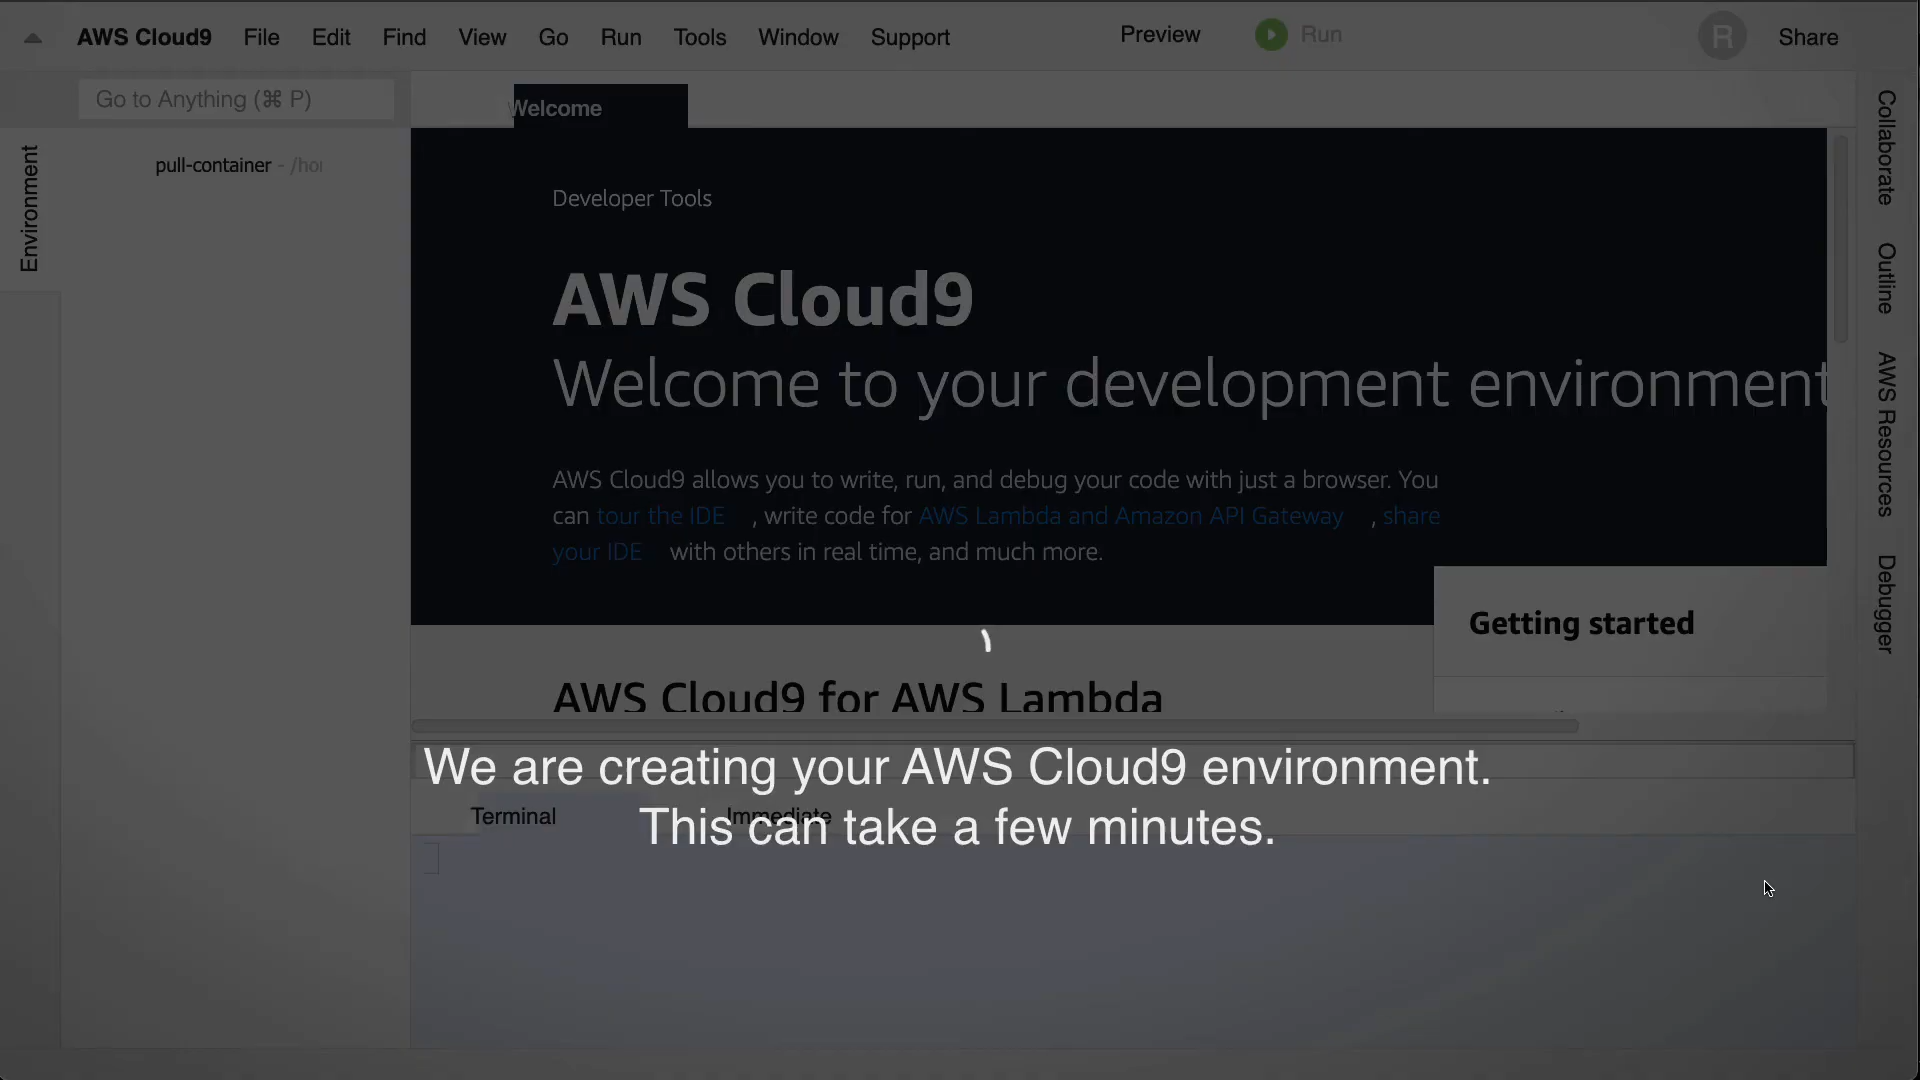 AWS Cloud9 File Edit Find View Go Run Tools Window Support Preview Run R Share
Go to Anything (⌘ P)
Welcome
Environment
pull-container - /ho
Developer Tools
AWS Cloud9
Welcome to your development environment
AWS Cloud9 allows you to write, run, and debug your code with just a browser. You
can tour the IDE , write code for AWS Lambda and Amazon API Gateway , share
your IDE with others in real time, and much more.
Getting started
AWS Cloud9 for AWS Lambda
We are creating your AWS Cloud9 environment.
This can take a few minutes.
Terminal Immediate
Collaborate
Outline
AWS Resources
Debugger